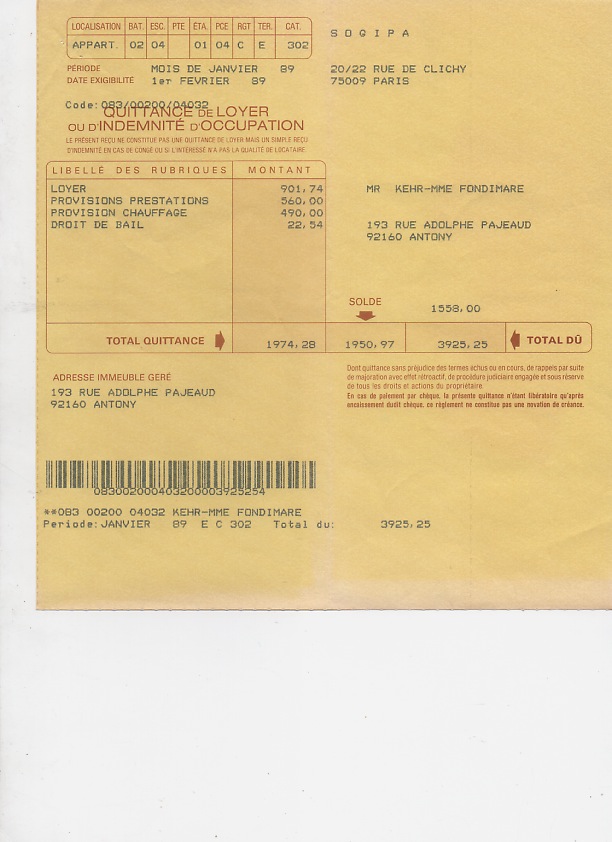 LOCALISATION BAT. ESC. PTE ÉTA. PCE RGT TER. CAT.
APPART. 02 04 01 04 C E 302
S O G I P A
PÉRIODE MOIS DE JANVIER 89
DATE EXIGIBILITÉ 1er FEVRIER 89
20/22 RUE DE CLICHY
75009 PARIS
Code: 083/00200/04032
QUITTANCE DE LOYER
OU D'INDEMNITÉ D'OCCUPATION
LE PRÉSENT REÇU NE CONSTITUE PAS UNE QUITTANCE DE LOYER MAIS UN SIMPLE REÇU
D'INDEMNITÉ EN CAS DE CONGÉ OU SI L'INTÉRESSÉ N'A PAS LA QUALITÉ DE LOCATAIRE.
LIBELLÉ DES RUBRIQUES MONTANT
LOYER 901,74
PROVISIONS PRESTATIONS 560,00
PROVISION CHAUFFAGE 490,00
DROIT DE BAIL 22,54
MR KEHR-MME FONDIMARE
193 RUE ADOLPHE PAJEAUD
92160 ANTONY
SOLDE
1558,00
TOTAL QUITTANCE 1974,28 1950,97 3925,25 TOTAL DÛ
ADRESSE IMMEUBLE GERÉ
193 RUE ADOLPHE PAJEAUD
92160 ANTONY
Dont quittance sans préjudice des termes échus ou en cours, de rappels par suite
de majoration avec effet rétroactif, de procédure judiciaire engagée et sous réserve
de tous les droits et actions du propriétaire.
En cas de paiement par chèque, la présente quittance n'étant libératoire qu'après
encaissement dudit chèque, ce règlement ne constitue pas une novation de créance.
083002000403200003925254
**083 00200 04032 KEHR-MME FONDIMARE
Periode: JANVIER 89 E C 302 Total du: 3925,25